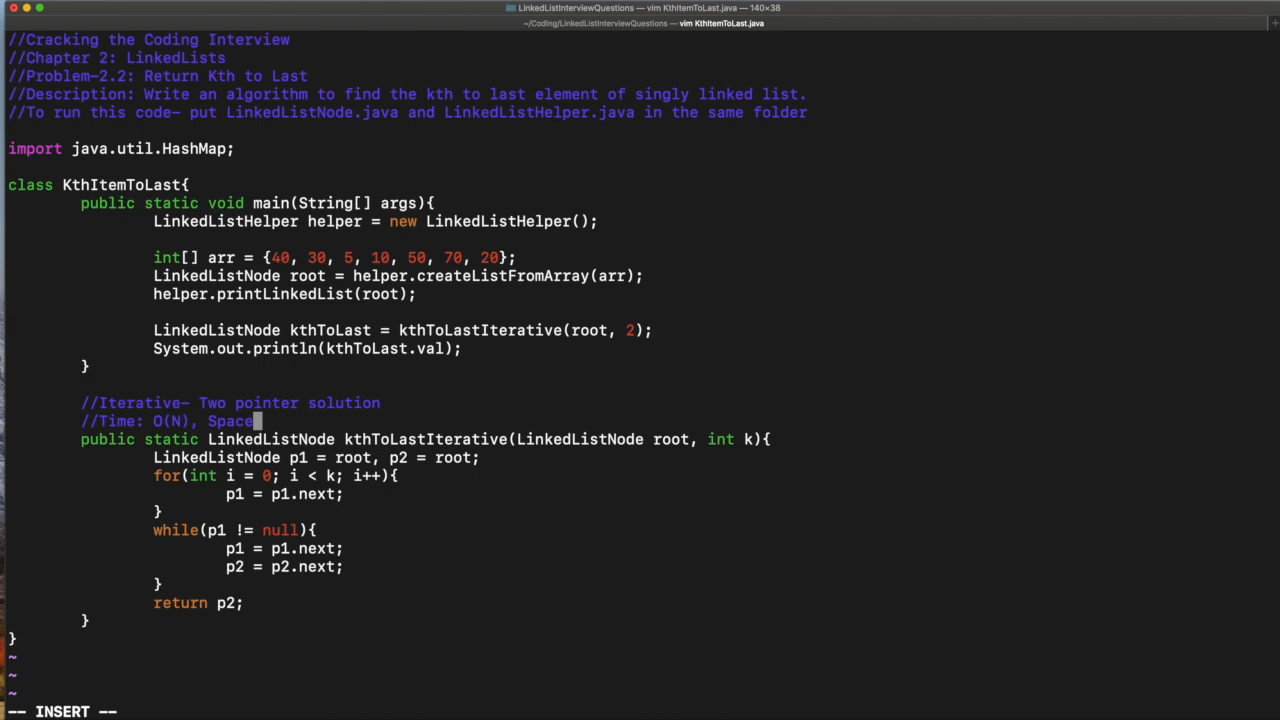 LinkedListInterviewQuestions — vim KthItemToLast.java — 140×38
~/Coding/LinkedListInterviewQuestions — vim KthItemToLast.java
//Cracking the Coding Interview
//Chapter 2: LinkedLists
//Problem-2.2: Return Kth to Last
//Description: Write an algorithm to find the kth to last element of singly linked list.
//To run this code- put LinkedListNode.java and LinkedListHelper.java in the same folder
import java.util.HashMap;
class KthItemToLast{
public static void main(String[] args){
LinkedListHelper helper = new LinkedListHelper();
int[] arr = {40, 30, 5, 10, 50, 70, 20};
LinkedListNode root = helper.createListFromArray(arr);
helper.printLinkedList(root);
LinkedListNode kthToLast = kthToLastIterative(root, 2);
System.out.println(kthToLast.val);
}
//Iterative- Two pointer solution
//Time: O(N), Space
public static LinkedListNode kthToLastIterative(LinkedListNode root, int k){
LinkedListNode p1 = root, p2 = root;
for(int i = 0; i < k; i++){
p1 = p1.next;
}
while(p1 != null){
p1 = p1.next;
p2 = p2.next;
}
return p2;
}
}
~
~
~
-- INSERT --